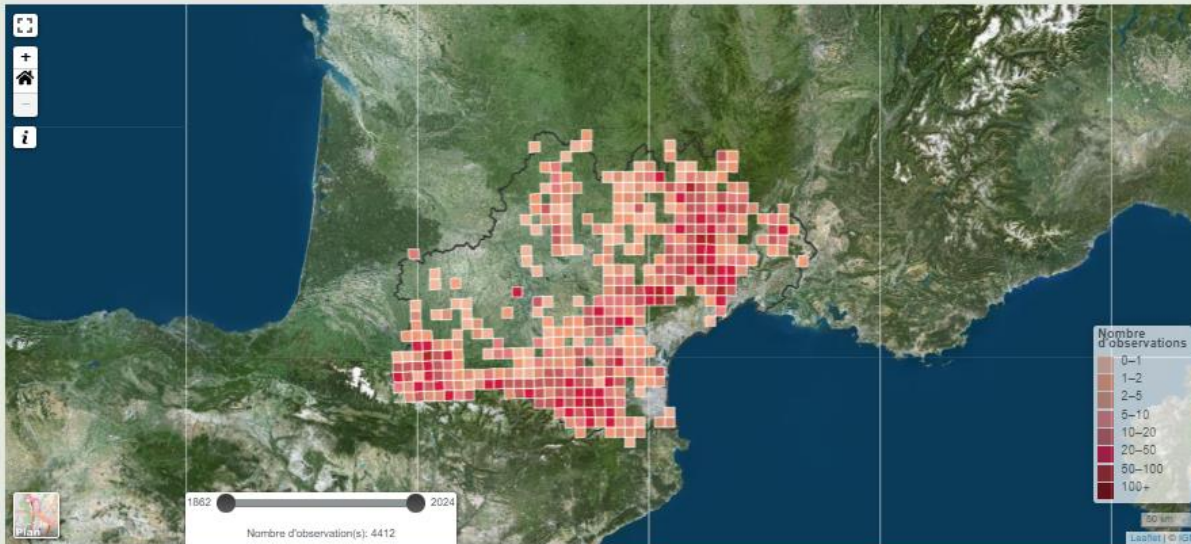 +
−
i
Nombre
d'observations
0–1
1–2
2–5
5–10
10–20
20–50
50–100
100+
1862
2024
Nombre d'observation(s): 4412
Plan
50 km
Leaflet | © IGN